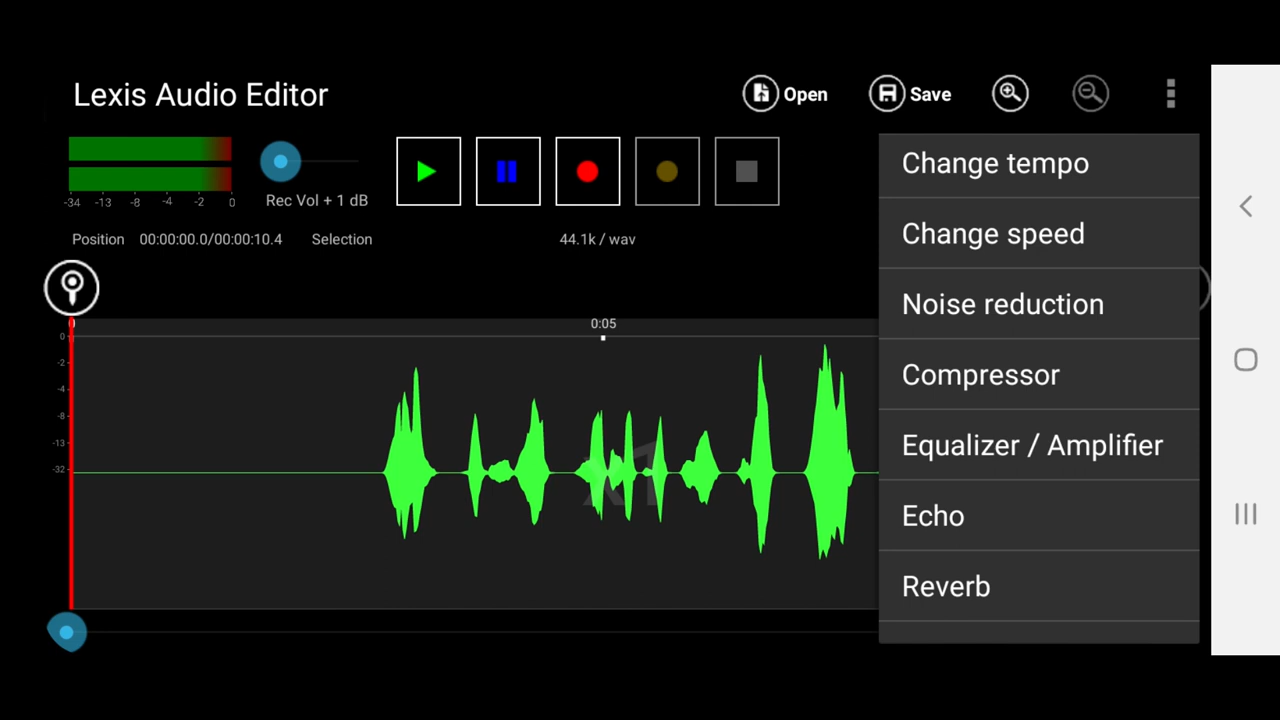 Lexis Audio Editor
Open
Save
-34 -13 -8 -4 -2 0
Rec Vol + 1 dB
Position 00:00:00.0/00:00:10.4 Selection 44.1k / wav
0 0:05
0
-2
-4
-8
-13
-32
x1
Change tempo
Change speed
Noise reduction
Compressor
Equalizer / Amplifier
Echo
Reverb